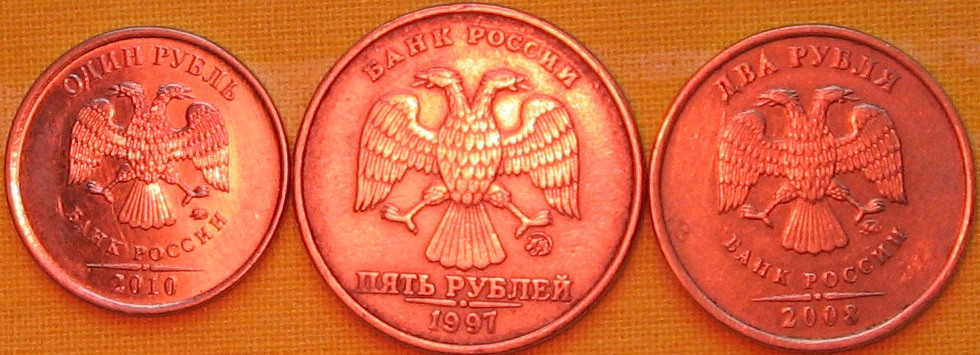 ОДИН РУБЛЬ
БАНК РОССИИ
2010
БАНК РОССИИ
ПЯТЬ РУБЛЕЙ
1997
ДВА РУБЛЯ
БАНК РОССИИ
2008